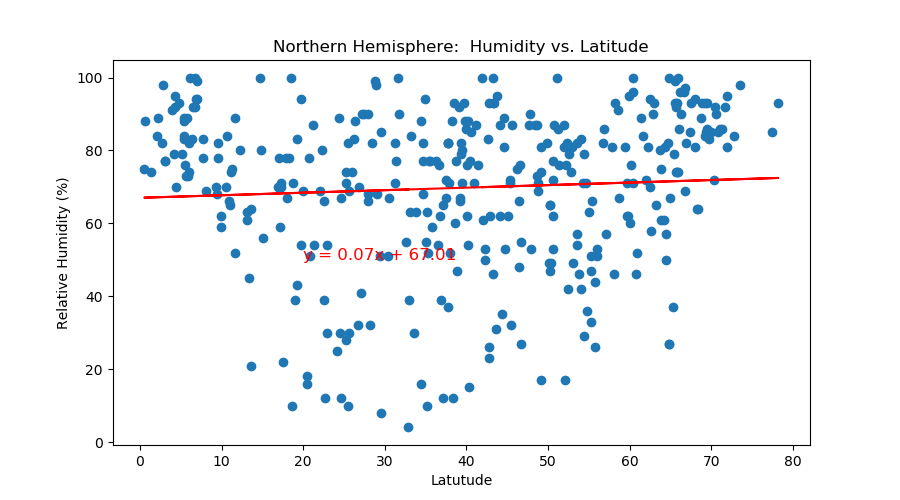 Northern Hemisphere:  Humidity vs. Latitude
Relative Humidity (%)
100
80
60
40
20
0
y = 0.07x + 67.01
0 10 20 30 40 50 60 70 80
Latutude